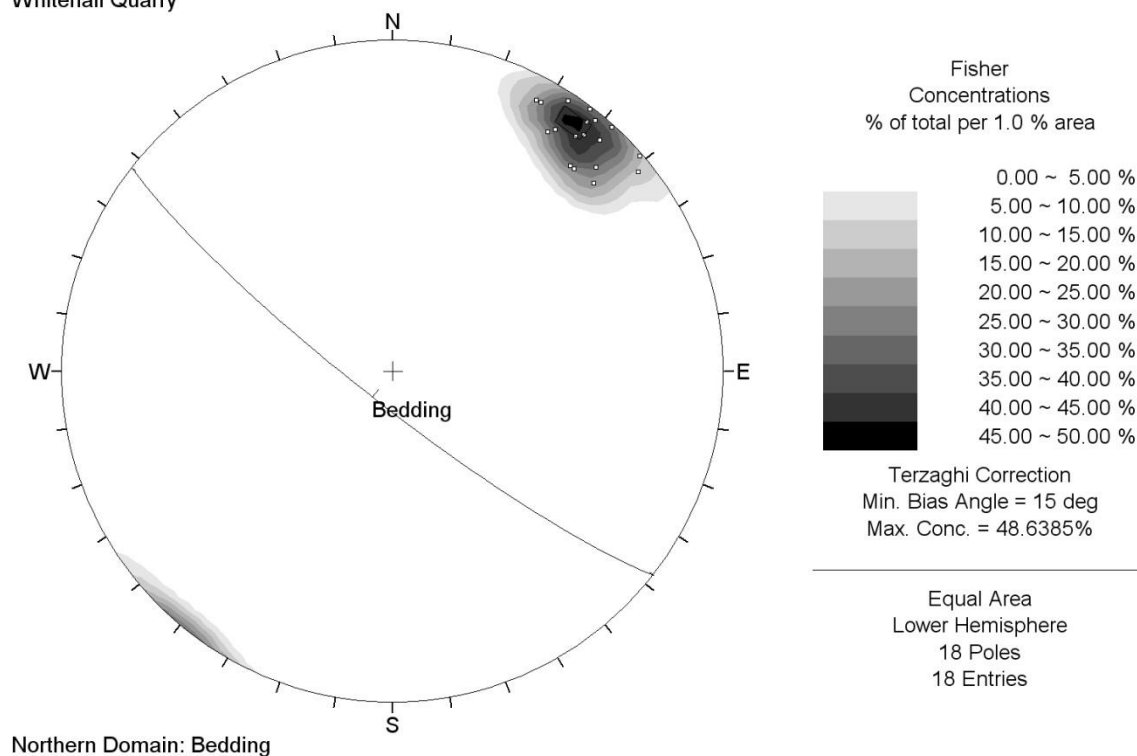 Whitehall Quarry
N
W
E
S
Bedding
Fisher
Concentrations
% of total per 1.0 % area
0.00 ~ 5.00 %
5.00 ~ 10.00 %
10.00 ~ 15.00 %
15.00 ~ 20.00 %
20.00 ~ 25.00 %
25.00 ~ 30.00 %
30.00 ~ 35.00 %
35.00 ~ 40.00 %
40.00 ~ 45.00 %
45.00 ~ 50.00 %
Terzaghi Correction
Min. Bias Angle = 15 deg
Max. Conc. = 48.6385%
Equal Area
Lower Hemisphere
18 Poles
18 Entries
Northern Domain: Bedding